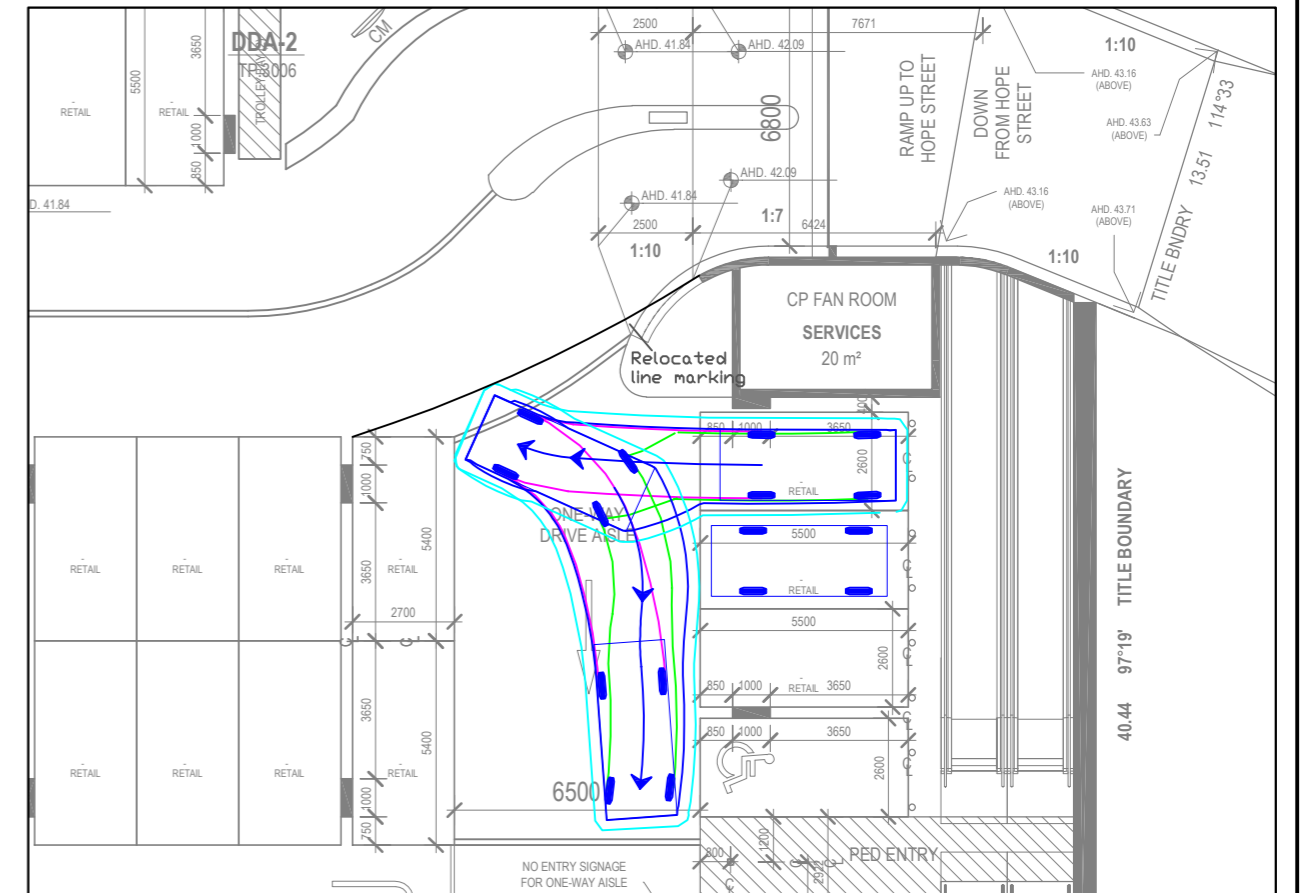 2500
7671
CM
DDA-2
TP-3006
AHD. 41.84
AHD. 42.09
1:10
3650
5500
RETAIL
RETAIL
1000
850
6800
RAMP UP TO
HOPE STREET
DOWN
FROM HOPE
STREET
AHD. 43.16
(ABOVE)
AHD. 43.63
(ABOVE)
114°33
13.51
TITLE BNDRY
AHD. 42.09
AHD. 41.84
AHD. 43.16
(ABOVE)
AHD. 43.71
(ABOVE)
D. 41.84
2500
1:7
6424
1:10
1:10
CP FAN ROOM
SERVICES
20 m²
Relocated
line marking
400
850
1000
3650
2600
RETAIL
750
1000
5400
3650
ONE-WAY
DRIVE AISLE
5500
RETAIL
RETAIL
RETAIL
RETAIL
RETAIL
2700
5500
2600
850
1000
RETAIL
3650
850
1000
3650
2600
3650
5400
RETAIL
RETAIL
RETAIL
RETAIL
1000
750
6500
1200
800
2922
PED ENTRY
NO ENTRY SIGNAGE
FOR ONE-WAY AISLE
40.44 97°19' TITLE BOUNDARY